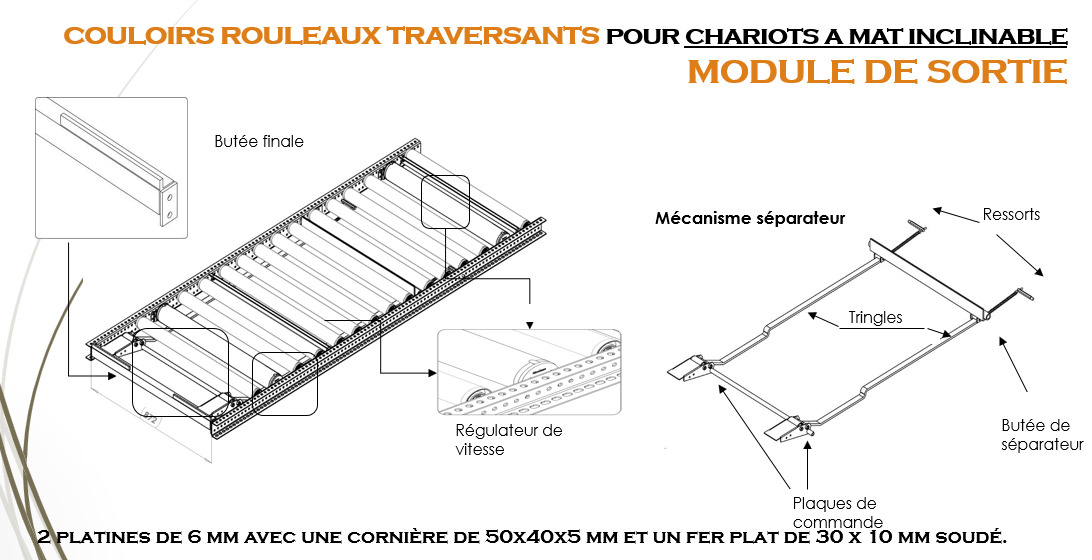 COULOIRS ROULEAUX TRAVERSANTS POUR CHARIOTS A MAT INCLINABLE
MODULE DE SORTIE
Butée finale
Mécanisme séparateur
Ressorts
Tringles
Régulateur de
vitesse
Butée de
séparateur
Plaques de
commande
872
2 PLATINES DE 6 MM AVEC UNE CORNIÈRE DE 50X40X5 MM ET UN FER PLAT DE 30 X 10 MM SOUDÉ.